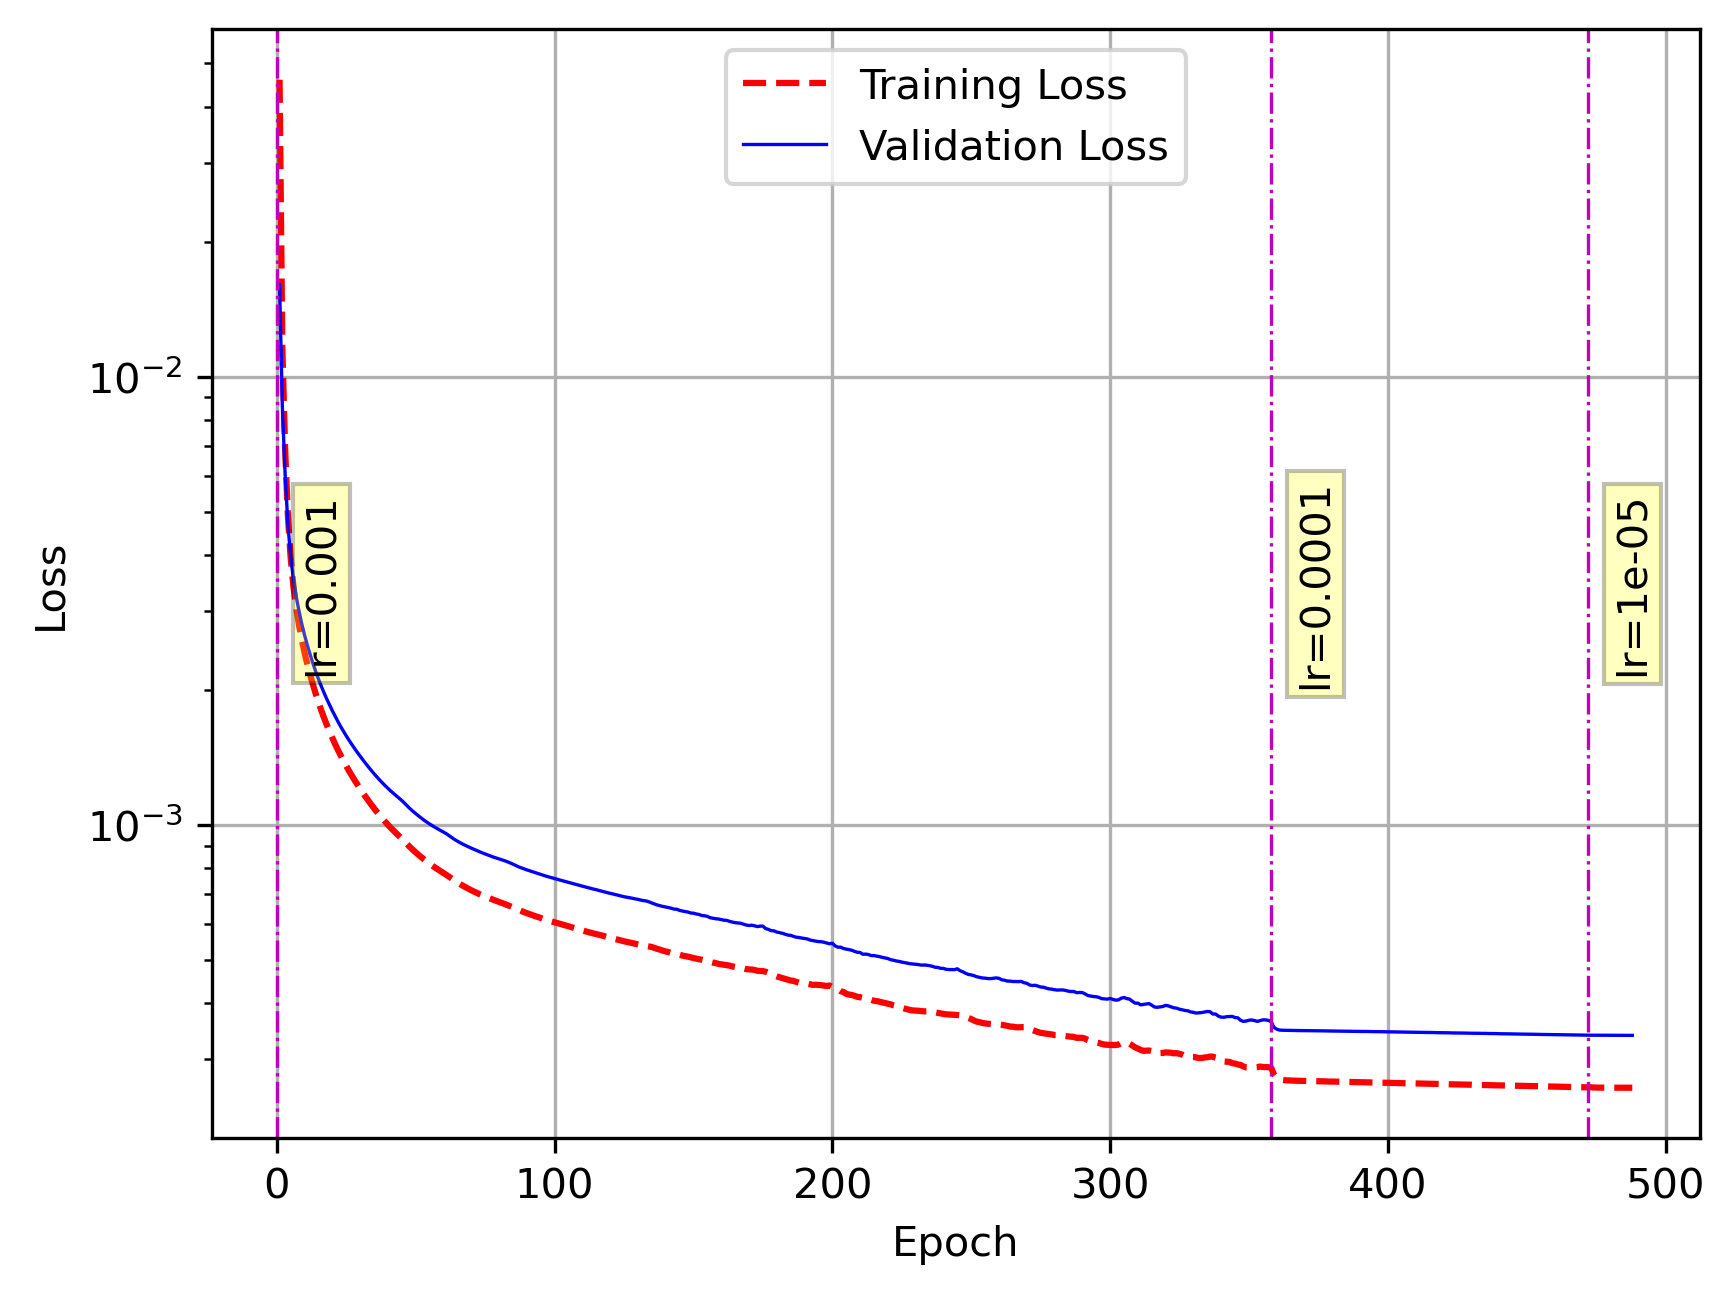 Training Loss
Validation Loss
10⁻²
10⁻³
Loss
lr=0.001
lr=0.0001
lr=1e-05
0 100 200 300 400 500
Epoch